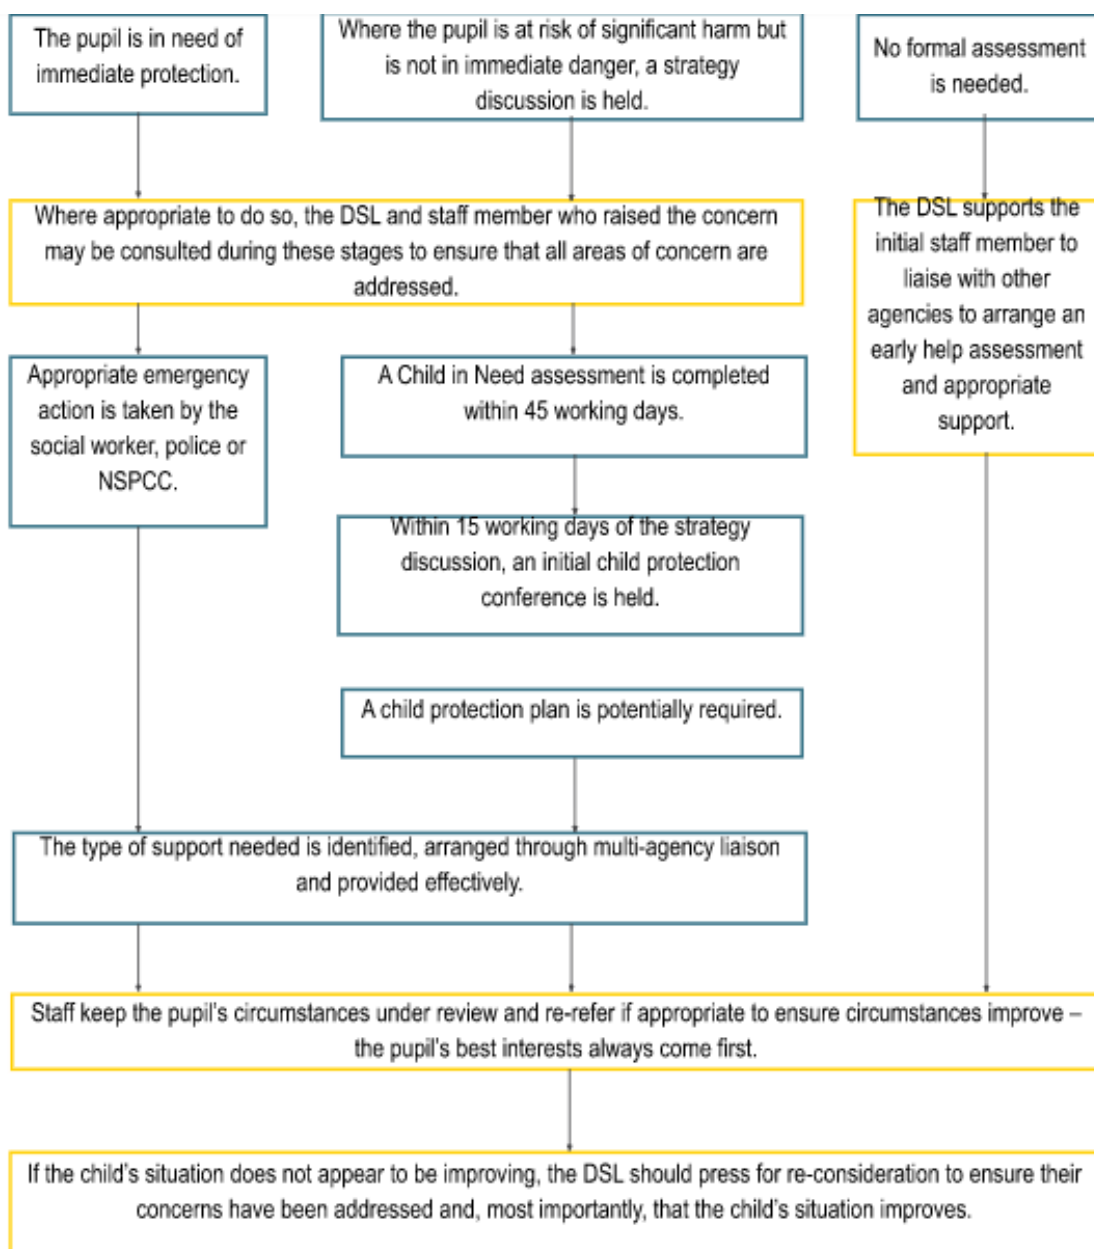 The pupil is in need of
immediate protection.
Where the pupil is at risk of significant harm but
is not in immediate danger, a strategy
discussion is held.
No formal assessment
is needed.
Where appropriate to do so, the DSL and staff member who raised the concern
may be consulted during these stages to ensure that all areas of concern are
addressed.
The DSL supports the
initial staff member to
liaise with other
agencies to arrange an
early help assessment
and appropriate
support.
Appropriate emergency
action is taken by the
social worker, police or
NSPCC.
A Child in Need assessment is completed
within 45 working days.
Within 15 working days of the strategy
discussion, an initial child protection
conference is held.
A child protection plan is potentially required.
The type of support needed is identified, arranged through multi-agency liaison
and provided effectively.
Staff keep the pupil's circumstances under review and re-refer if appropriate to ensure circumstances improve –
the pupil's best interests always come first.
If the child's situation does not appear to be improving, the DSL should press for re-consideration to ensure their
concerns have been addressed and, most importantly, that the child's situation improves.